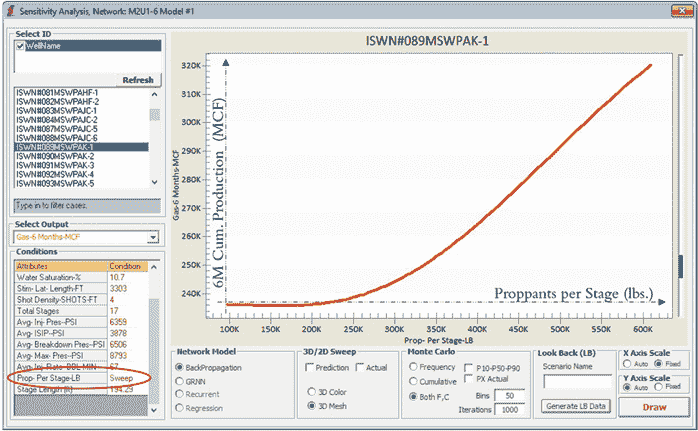 Sensitivity Analysis, Network: M2U1-6 Model #1
Select ID
WellName
Refresh
ISWN#081MSWPAHF-1
ISWN#082MSWPAHF-2
ISWN#083MSWPAJC-1
ISWN#084MSWPAJC-2
ISWN#087MSWPAJC-5
ISWN#088MSWPAJC-6
ISWN#089MSWPAK-1
ISWN#090MSWPAK-2
ISWN#091MSWPAK-3
ISWN#092MSWPAK-4
ISWN#093MSWPAK-5
Type in to filter cases.
Select Output
Gas-6 Months-MCF
Conditions
Attributes Condition
Water Saturation-% 10.7
Stim- Lat- Length-FT 3303
Shot Density-SHOTS-FT 4
Total Stages 17
Avg- Inj- Pres--PSI 6359
Avg- ISIP--PSI 3878
Avg- Breakdown Pres--PSI 6506
Avg- Max- Pres--PSI 8793
Avg- Inj- Rate--BBL-MIN 67
Prop- Per Stage-LB Sweep
Stage Length (ft) 194.29
ISWN#089MSWPAK-1
320K
310K
300K
290K
280K
270K
260K
250K
240K
Gas-6 Months-MCF
6M Cum. Production (MCF)
Proppants per Stage (lbs.)
100K 150K 200K 250K 300K 350K 400K 450K 500K 550K 600K
Prop- Per Stage-LB
Network Model
BackPropagation
GRNN
Recurrent
Regression
3D/2D Sweep
Prediction Actual
3D Color
3D Mesh
Monte Carlo
Frequency P10-P50-P90
Cumulative PX Actual
Both F,C Bins 50
Iterations 1000
Look Back (LB)
Scenario Name
Generate LB Data
X Axis Scale
Auto Fixed
Y Axis Scale
Auto Fixed
Draw